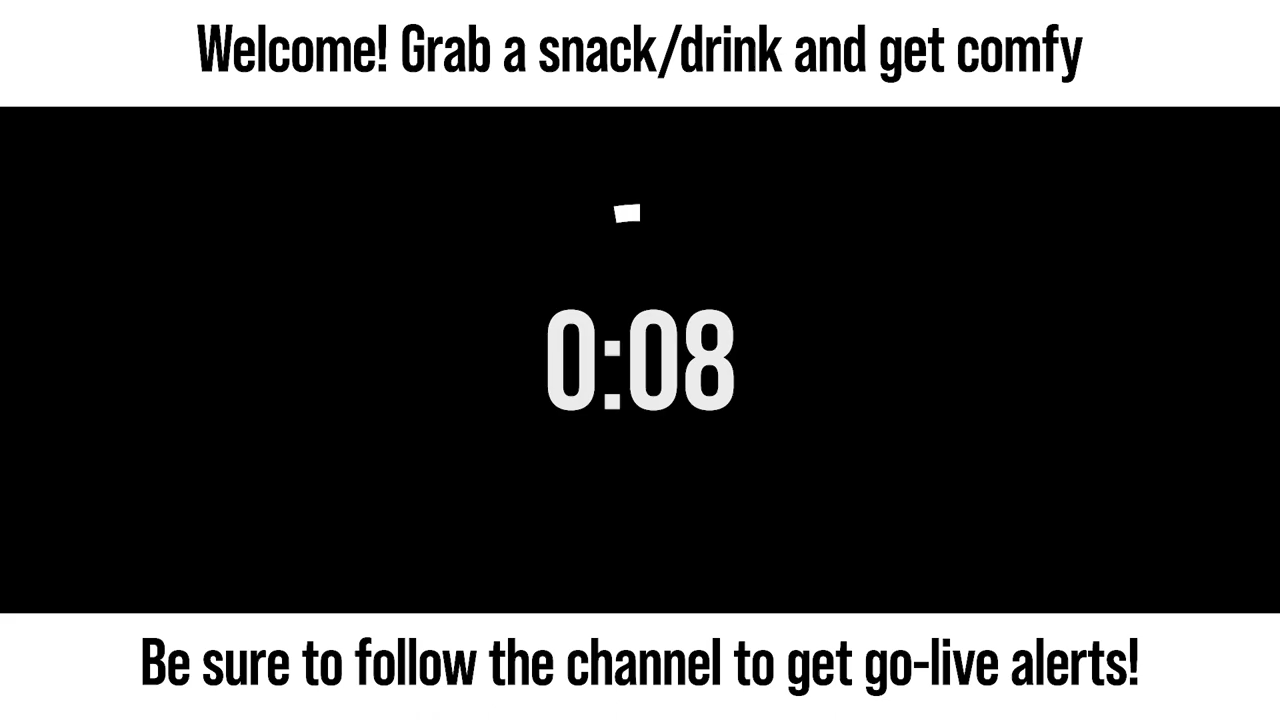 Welcome! Grab a snack/drink and get comfy
0:08
Be sure to follow the channel to get go-live alerts!